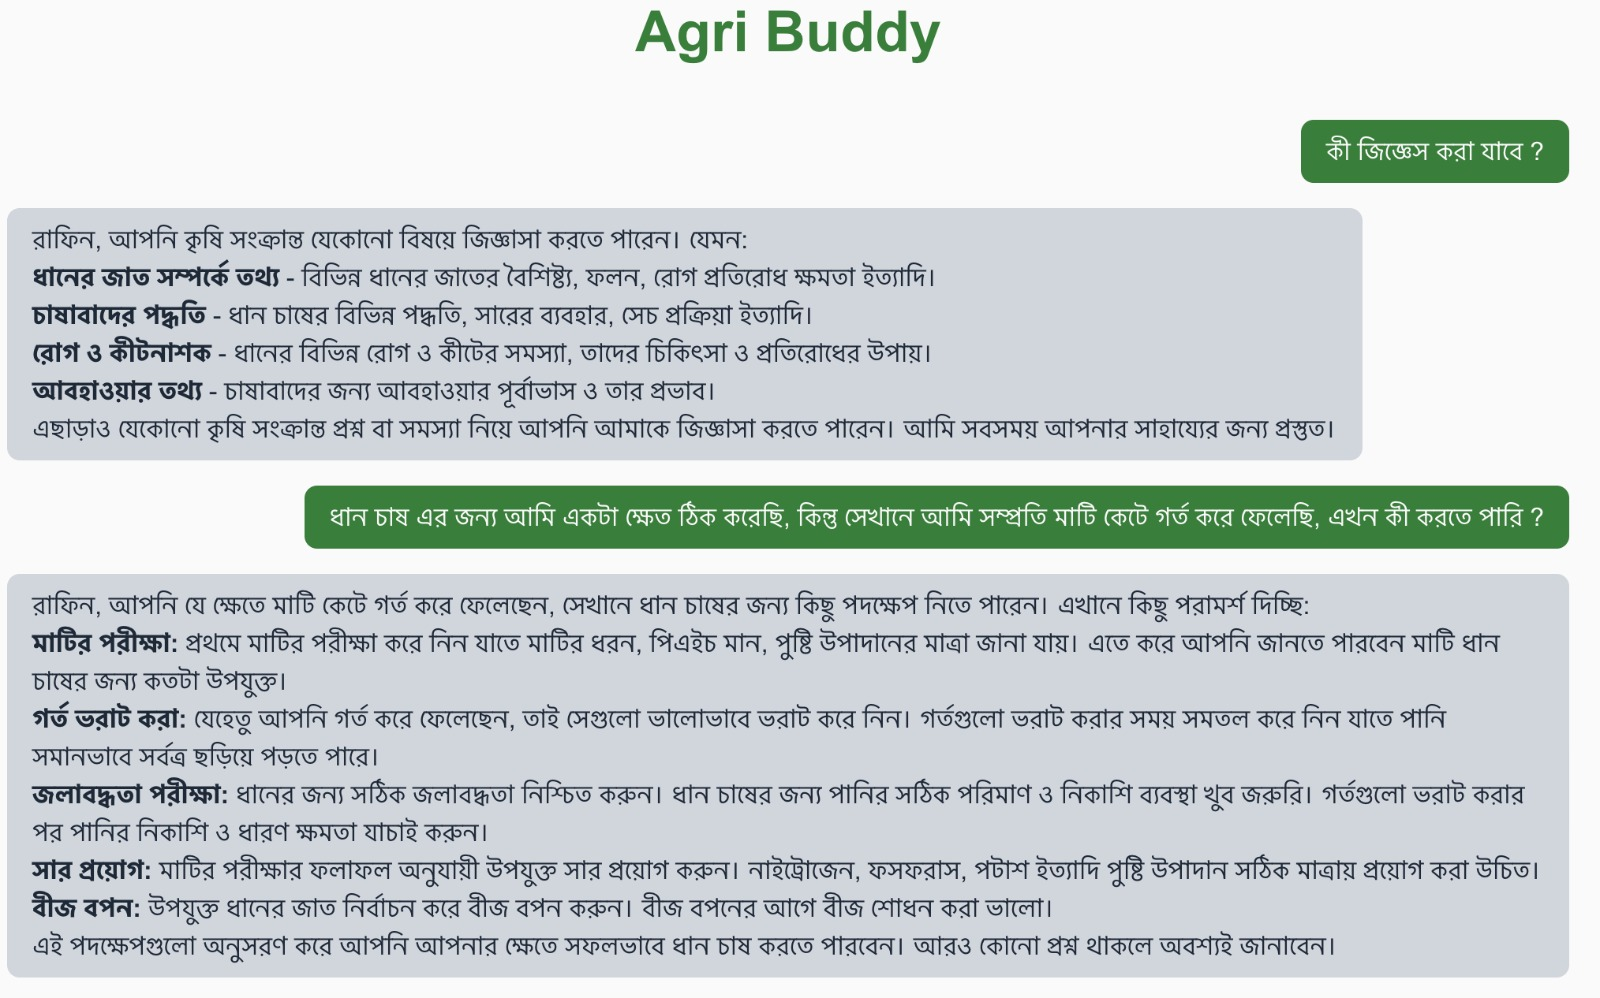 Agri Buddy
কী জিজ্ঞেস করা যাবে ?
রাফিন, আপনি কৃষি সংক্রান্ত যেকোনো বিষয়ে জিজ্ঞাসা করতে পারেন। যেমন:
ধানের জাত সম্পর্কে তথ্য - বিভিন্ন ধানের জাতের বৈশিষ্ট্য, ফলন, রোগ প্রতিরোধ ক্ষমতা ইত্যাদি।
চাষাবাদের পদ্ধতি - ধান চাষের বিভিন্ন পদ্ধতি, সারের ব্যবহার, সেচ প্রক্রিয়া ইত্যাদি।
রোগ ও কীটনাশক - ধানের বিভিন্ন রোগ ও কীটের সমস্যা, তাদের চিকিৎসা ও প্রতিরোধের উপায়।
আবহাওয়ার তথ্য - চাষাবাদের জন্য আবহাওয়ার পূর্বাভাস ও তার প্রভাব।
এছাড়াও যেকোনো কৃষি সংক্রান্ত প্রশ্ন বা সমস্যা নিয়ে আপনি আমাকে জিজ্ঞাসা করতে পারেন। আমি সবসময় আপনার সাহায্যের জন্য প্রস্তুত।
ধান চাষ এর জন্য আমি একটা ক্ষেত ঠিক করেছি, কিন্তু সেখানে আমি সম্প্রতি মাটি কেটে গর্ত করে ফেলেছি, এখন কী করতে পারি ?
রাফিন, আপনি যে ক্ষেতে মাটি কেটে গর্ত করে ফেলেছেন, সেখানে ধান চাষের জন্য কিছু পদক্ষেপ নিতে পারেন। এখানে কিছু পরামর্শ দিচ্ছি:
মাটির পরীক্ষা: প্রথমে মাটির পরীক্ষা করে নিন যাতে মাটির ধরন, পিএইচ মান, পুষ্টি উপাদানের মাত্রা জানা যায়। এতে করে আপনি জানতে পারবেন মাটি ধান
চাষের জন্য কতটা উপযুক্ত।
গর্ত ভরাট করা: যেহেতু আপনি গর্ত করে ফেলেছেন, তাই সেগুলো ভালোভাবে ভরাট করে নিন। গর্তগুলো ভরাট করার সময় সমতল করে নিন যাতে পানি
সমানভাবে সর্বত্র ছড়িয়ে পড়তে পারে।
জলাবদ্ধতা পরীক্ষা: ধানের জন্য সঠিক জলাবদ্ধতা নিশ্চিত করুন। ধান চাষের জন্য পানির সঠিক পরিমাণ ও নিকাশি ব্যবস্থা খুব জরুরি। গর্তগুলো ভরাট করার
পর পানির নিকাশি ও ধারণ ক্ষমতা যাচাই করুন।
সার প্রয়োগ: মাটির পরীক্ষার ফলাফল অনুযায়ী উপযুক্ত সার প্রয়োগ করুন। নাইট্রোজেন, ফসফরাস, পটাশ ইত্যাদি পুষ্টি উপাদান সঠিক মাত্রায় প্রয়োগ করা উচিত।
বীজ বপন: উপযুক্ত ধানের জাত নির্বাচন করে বীজ বপন করুন। বীজ বপনের আগে বীজ শোধন করা ভালো।
এই পদক্ষেপগুলো অনুসরণ করে আপনি আপনার ক্ষেতে সফলভাবে ধান চাষ করতে পারবেন। আরও কোনো প্রশ্ন থাকলে অবশ্যই জানাবেন।